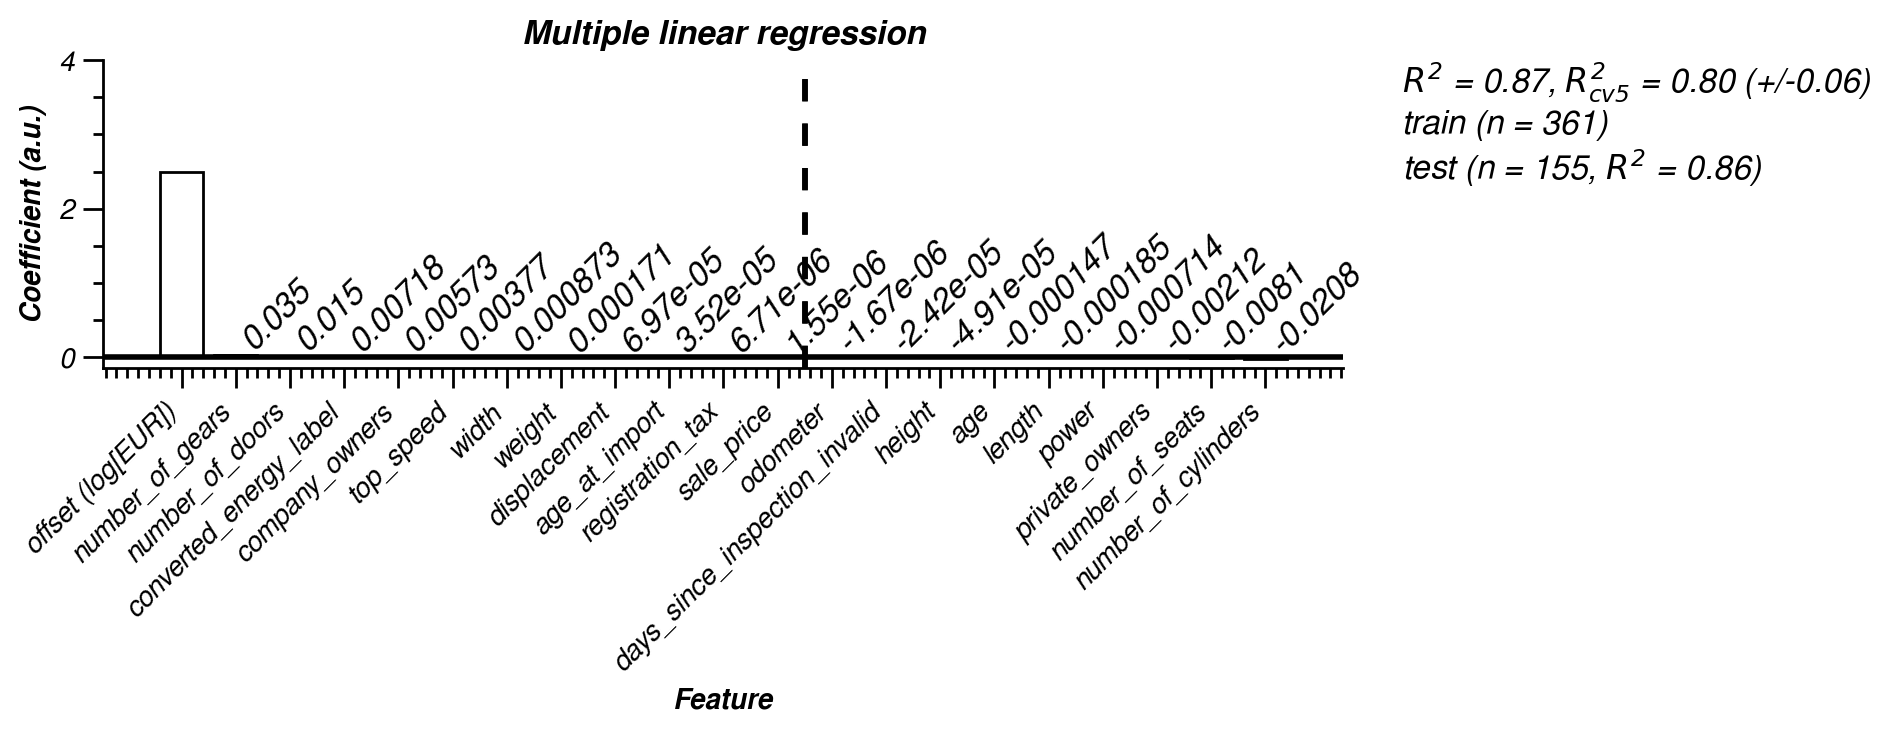 Multiple linear regression
R² = 0.87, R²cv5 = 0.80 (+/-0.06)
train (n = 361)
test (n = 155, R² = 0.86)
Coefficient (a.u.)
4
2
0
0.035
0.015
0.00718
0.00573
0.00377
0.000873
0.000171
6.97e-05
3.52e-05
6.71e-06
1.55e-06
-1.67e-06
-2.42e-05
-4.91e-05
-0.000147
-0.000185
-0.000714
-0.00212
-0.0081
-0.0208
offset (log[EUR])
number_of_gears
number_of_doors
converted_energy_label
company_owners
top_speed
width
weight
displacement
age_at_import
registration_tax
sale_price
odometer
days_since_inspection_invalid
height
age
length
power
private_owners
number_of_seats
number_of_cylinders
Feature